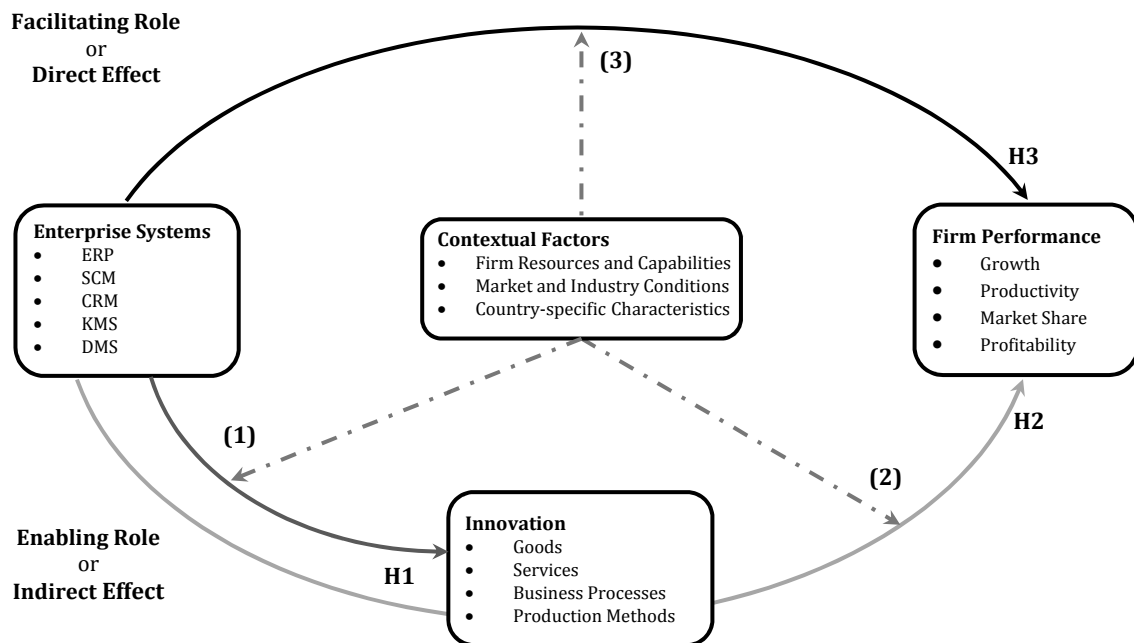 Facilitating Role
or
Direct Effect
(3)
H3
Enterprise Systems
• ERP
• SCM
• CRM
• KMS
• DMS
Contextual Factors
• Firm Resources and Capabilities
• Market and Industry Conditions
• Country-specific Characteristics
Firm Performance
• Growth
• Productivity
• Market Share
• Profitability
H2
(1)
(2)
Enabling Role
or
Indirect Effect
H1
Innovation
• Goods
• Services
• Business Processes
• Production Methods